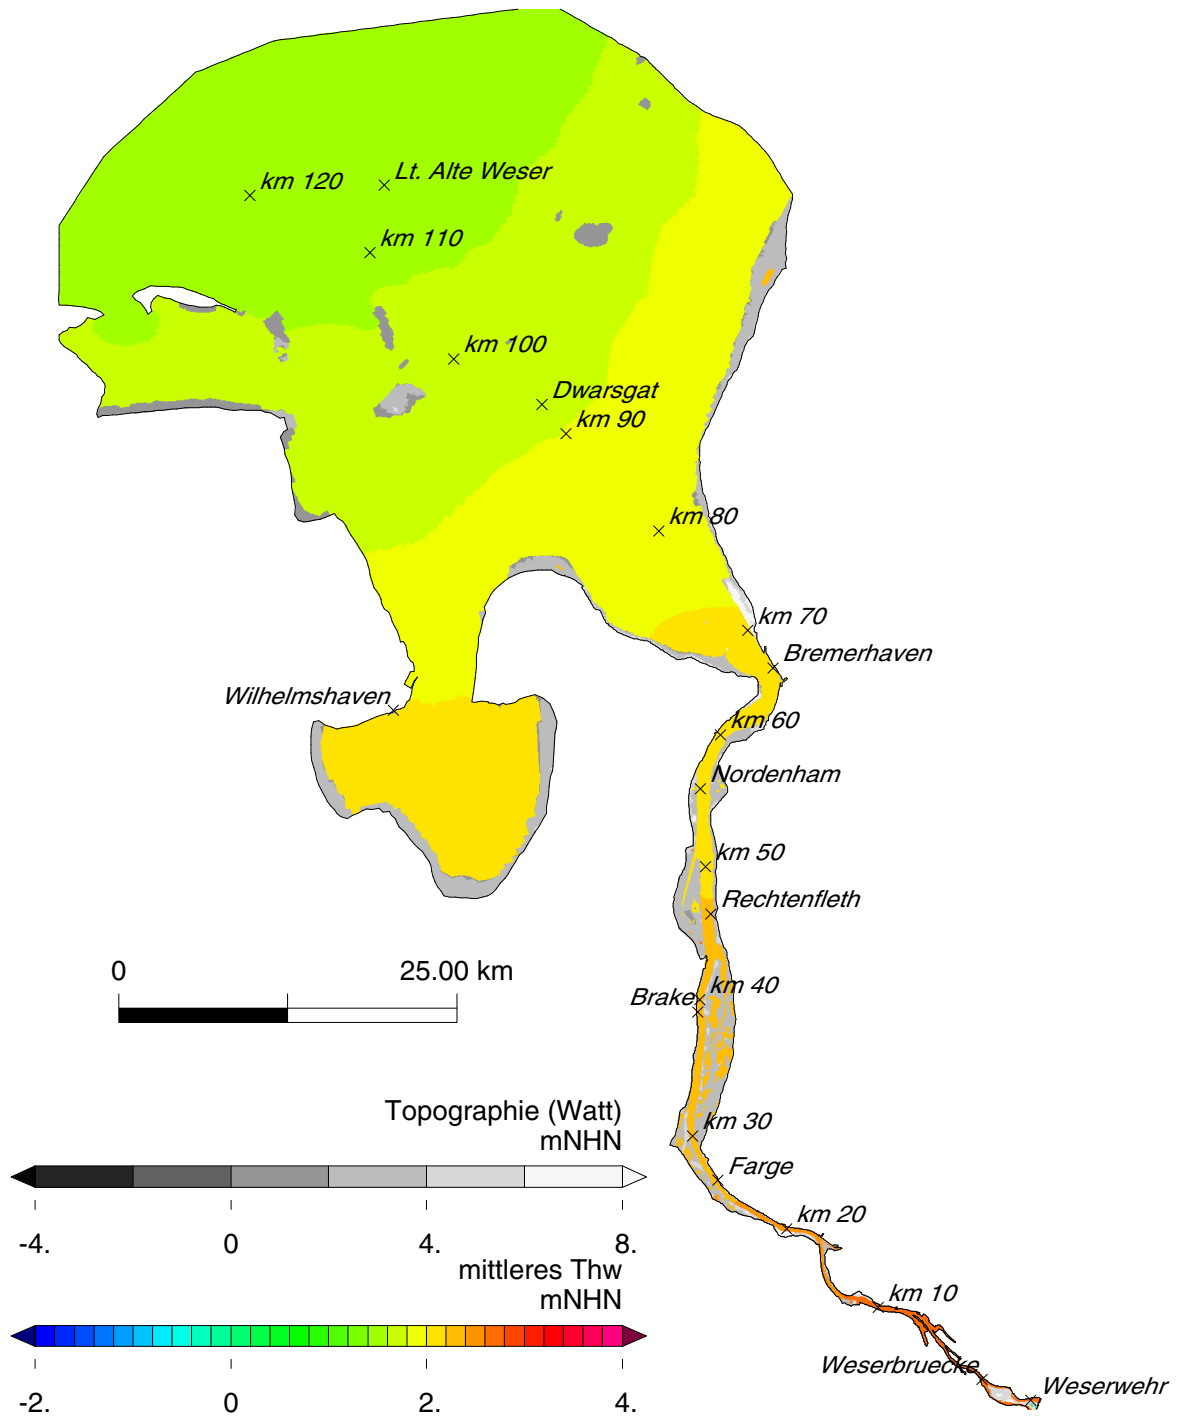 Lt. Alte Weser
km 120
km 110
km 100
Dwarsgat
km 90
km 80
km 70
Bremerhaven
Wilhelmshaven
km 60
Nordenham
km 50
Rechtenfleth
0 25.00 km
km 40
Brake
Topographie (Watt)
mNHN
km 30
Farge
km 20
-4. 0 4. 8.
mittleres Thw
mNHN
km 10
Weserbruecke
Weserwehr
-2. 0 2. 4.